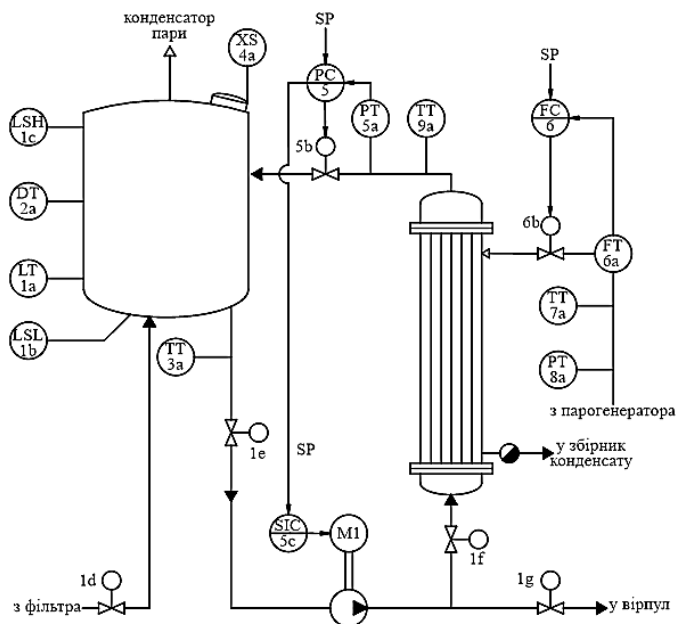 конденсатор
пари
XS
4a
SP
SP
PC
5
PT
5a
TT
9a
FC
6
LSH
1c
5b
DT
2a
6b
FT
6a
LT
1a
TT
7a
LSL
1b
TT
3a
PT
8a
з парогенератора
1e
SP
у збірник
конденсату
SIC
5c
M1
1f
1d
1g
з фільтра
у вірпул